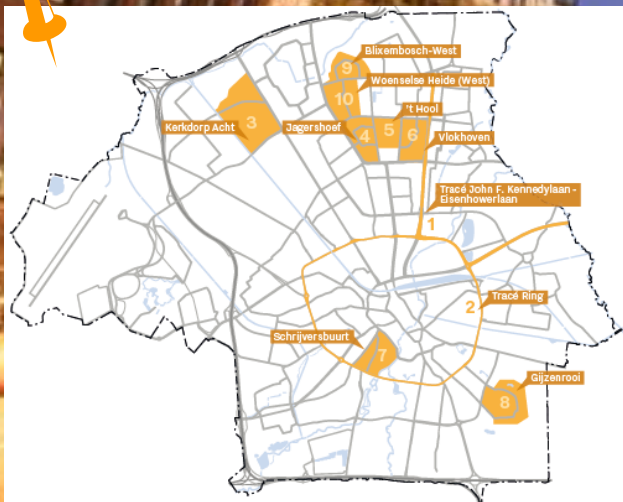 Blixembosch-West
9
Woenselse Heide (West)
10
't Hool
3
Kerkdorp Acht
Jagershoef
4
5
6
Vlokhoven
Tracé John F. Kennedylaan -
Eisenhowerlaan
1
2
Tracé Ring
Schrijversbuurt
7
Gijzenrooi
8